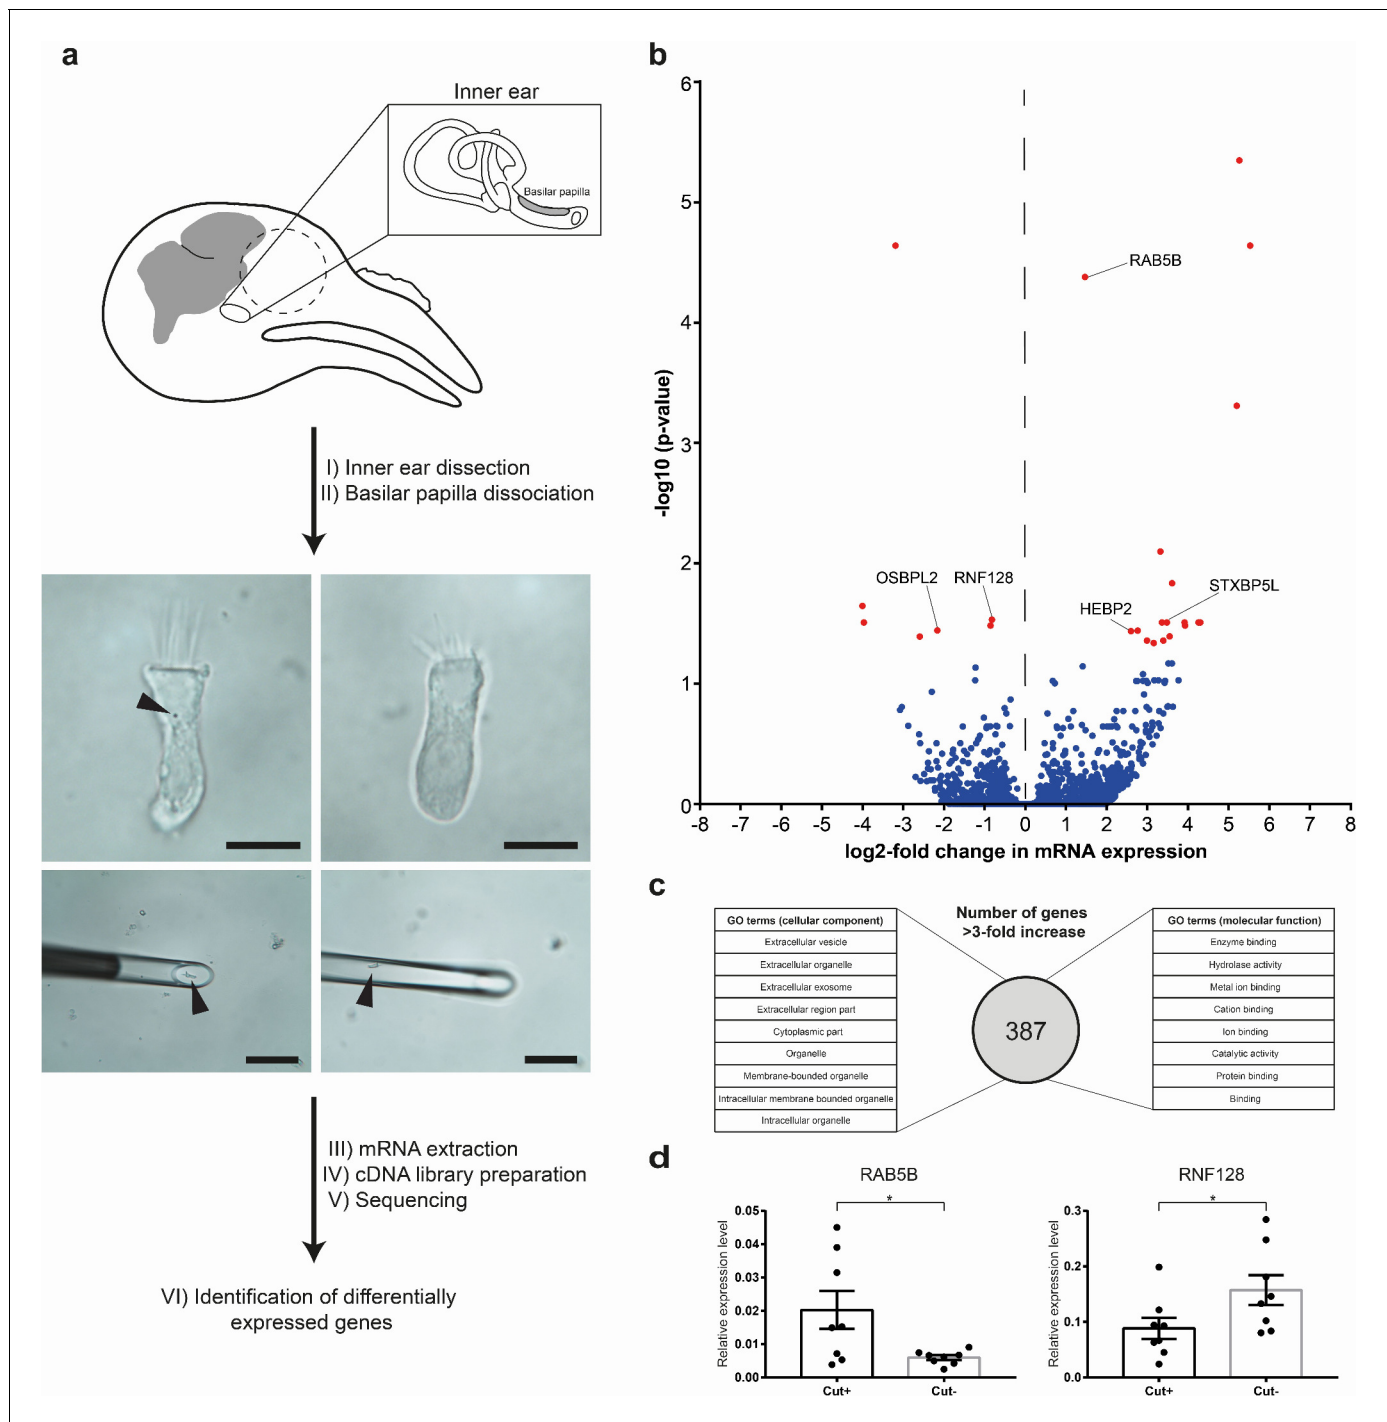 a
Inner ear
Basilar papilla
I) Inner ear dissection
II) Basilar papilla dissociation
III) mRNA extraction
IV) cDNA library preparation
V) Sequencing
VI) Identification of differentially
expressed genes
b
-log10 (p-value)
6
5
4
3
2
1
0
RAB5B
OSBPL2
RNF128
HEBP2
STXBP5L
-8 -7 -6 -5 -4 -3 -2 -1 0 1 2 3 4 5 6 7 8
log2-fold change in mRNA expression
c
GO terms (cellular component)
Extracellular vesicle
Extracellular organelle
Extracellular exosome
Extracellular region part
Cytoplasmic part
Organelle
Membrane-bounded organelle
Intracellular membrane bounded organelle
Intracellular organelle
Number of genes
>3-fold increase
387
GO terms (molecular function)
Enzyme binding
Hydrolase activity
Metal ion binding
Cation binding
Ion binding
Catalytic activity
Protein binding
Binding
d
RAB5B
*
Relative expression level
0.05
0.04
0.03
0.02
0.01
0.00
Cut+ Cut-
RNF128
*
Relative expression level
0.3
0.2
0.1
0.0
Cut+ Cut-